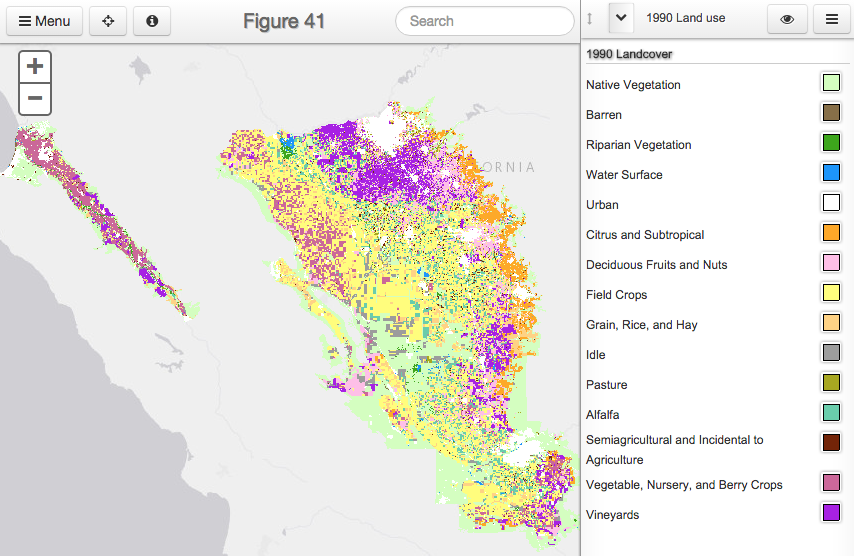 Menu
Figure 41
Search
1990 Land use
+
−
ORNIA
1990 Landcover
Native Vegetation
Barren
Riparian Vegetation
Water Surface
Urban
Citrus and Subtropical
Deciduous Fruits and Nuts
Field Crops
Grain, Rice, and Hay
Idle
Pasture
Alfalfa
Semiagricultural and Incidental to
Agriculture
Vegetable, Nursery, and Berry Crops
Vineyards